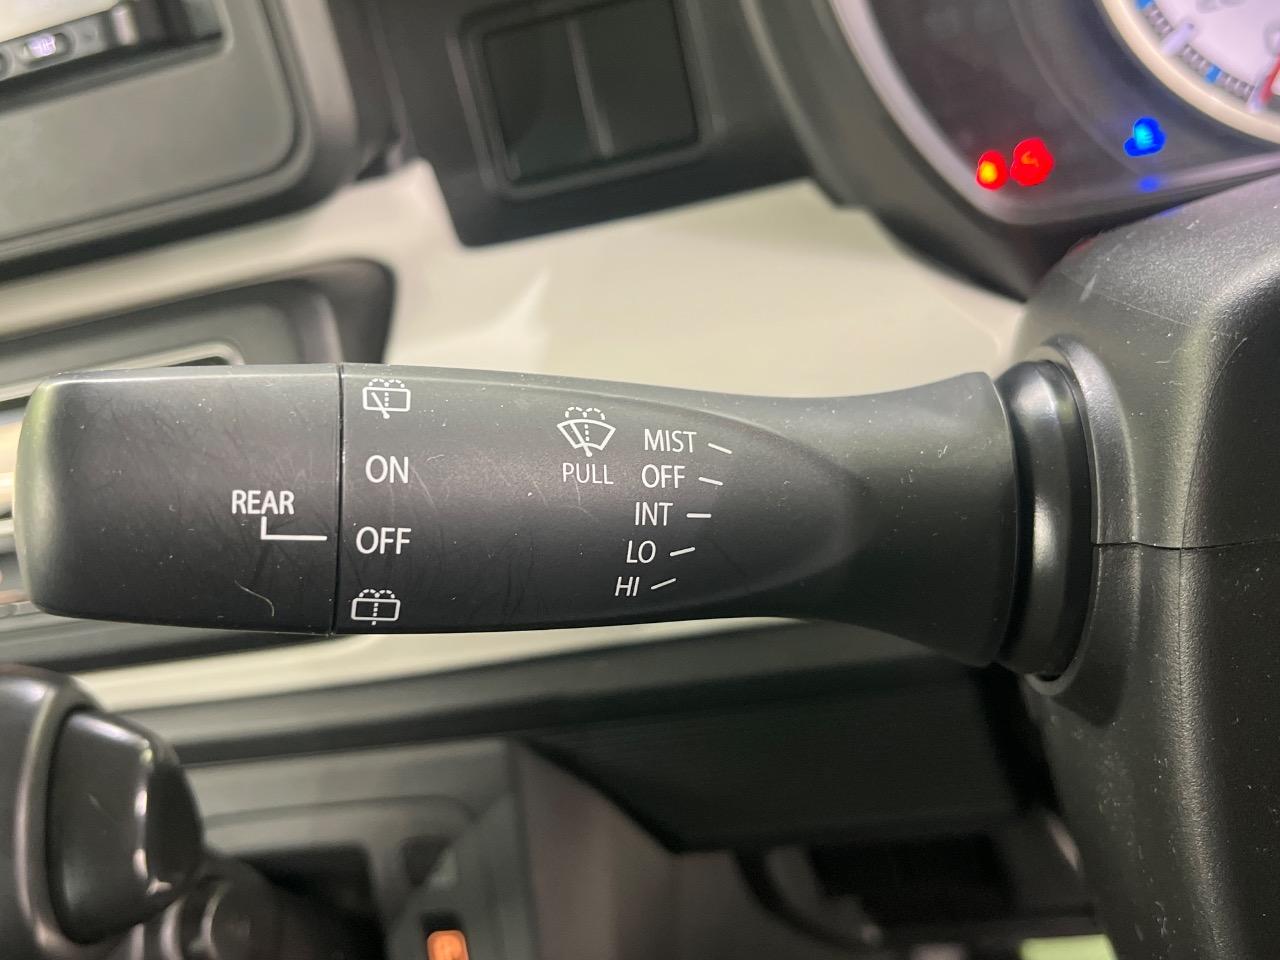 ON
OFF
REAR
PULL
MIST
OFF
INT
LO
HI